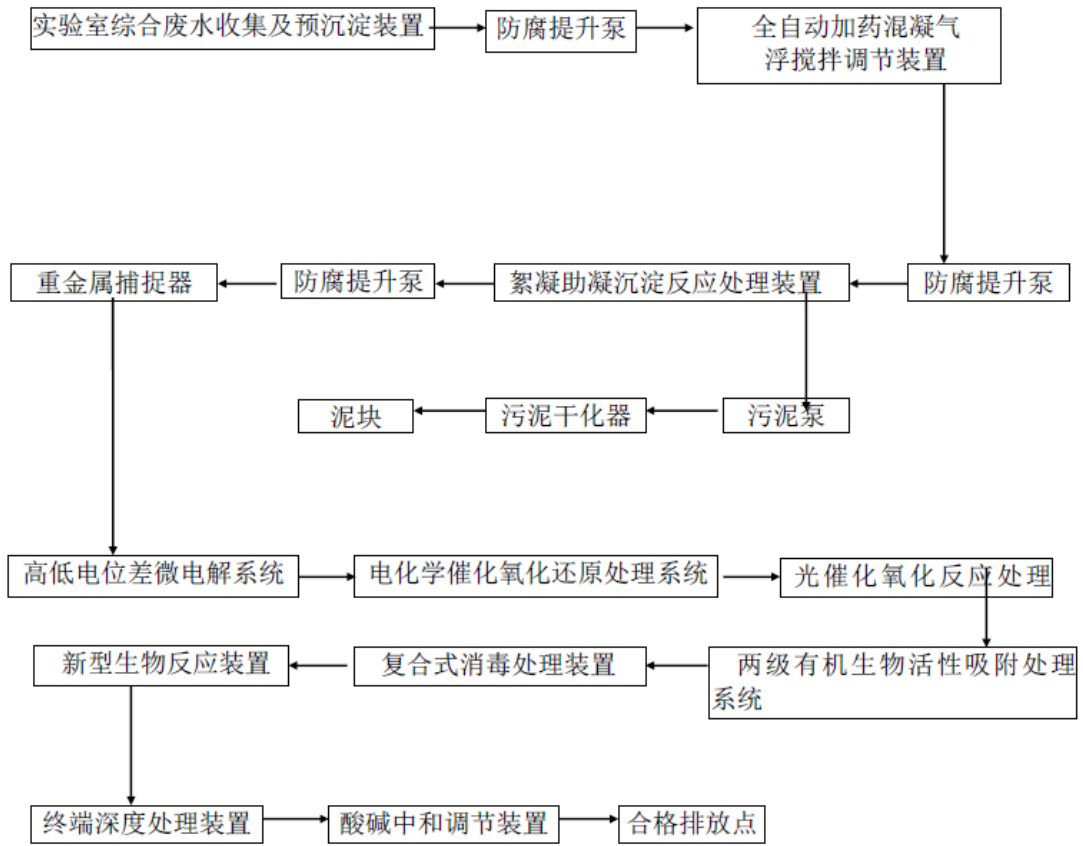 实验室综合废水收集及预沉淀装置
防腐提升泵
全自动加药混凝气
浮搅拌调节装置
重金属捕捉器
防腐提升泵
絮凝助凝沉淀反应处理装置
防腐提升泵
泥块
污泥干化器
污泥泵
高低电位差微电解系统
电化学催化氧化还原处理系统
光催化氧化反应处理
新型生物反应装置
复合式消毒处理装置
两级有机生物活性吸附处理
系统
终端深度处理装置
酸碱中和调节装置
合格排放点